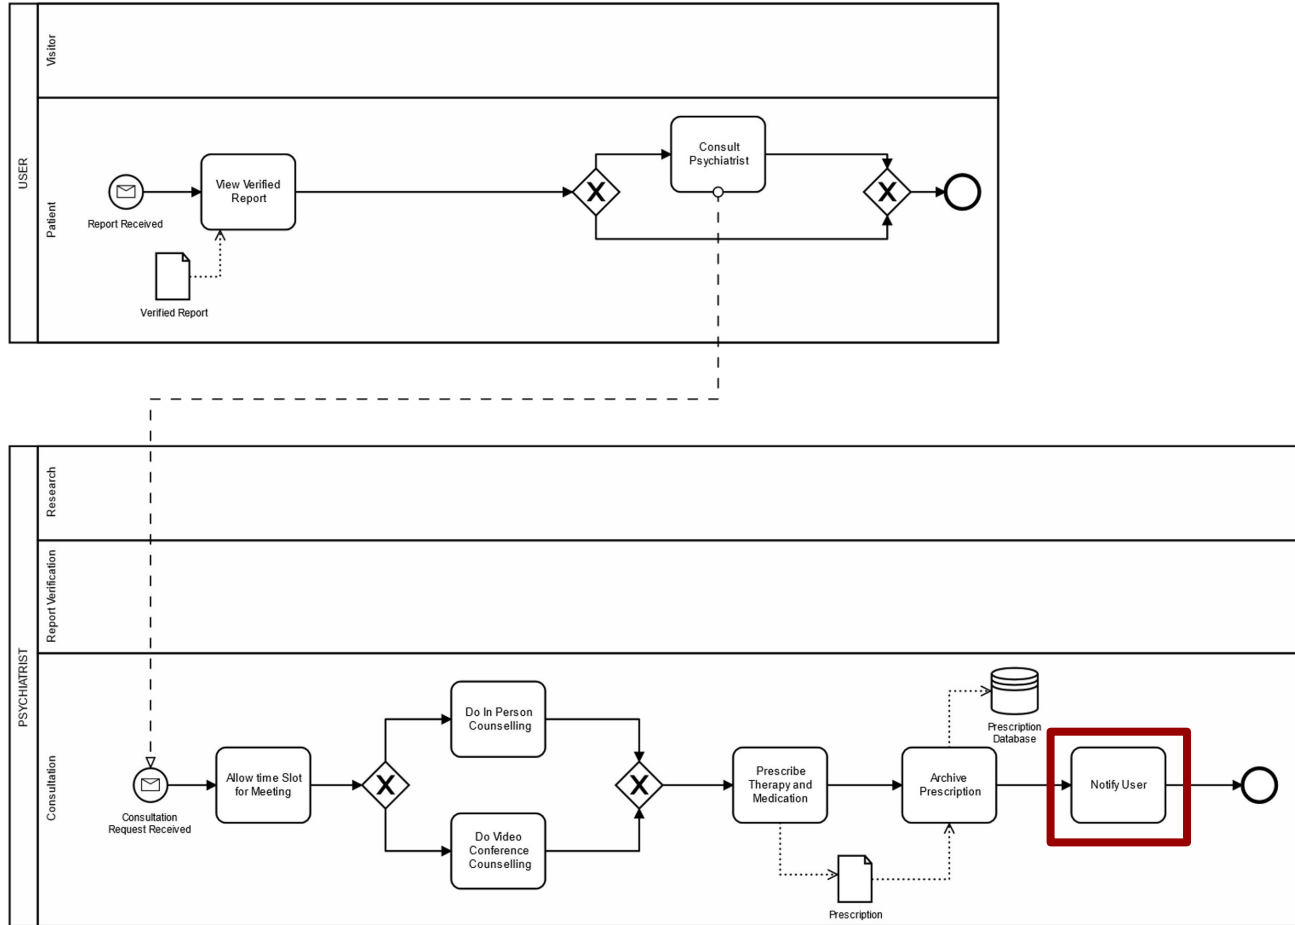 USER
Visitor
Patient
Report Received
View Verified
Report
Verified Report
Consult
Psychiatrist
PSYCHIATRIST
Research
Report Verification
Consultation
Consultation
Request Received
Allow time Slot
for Meeting
Do In Person
Counselling
Do Video
Conference
Counselling
Prescribe
Therapy and
Medication
Prescription
Archive
Prescription
Prescription
Database
Notify User